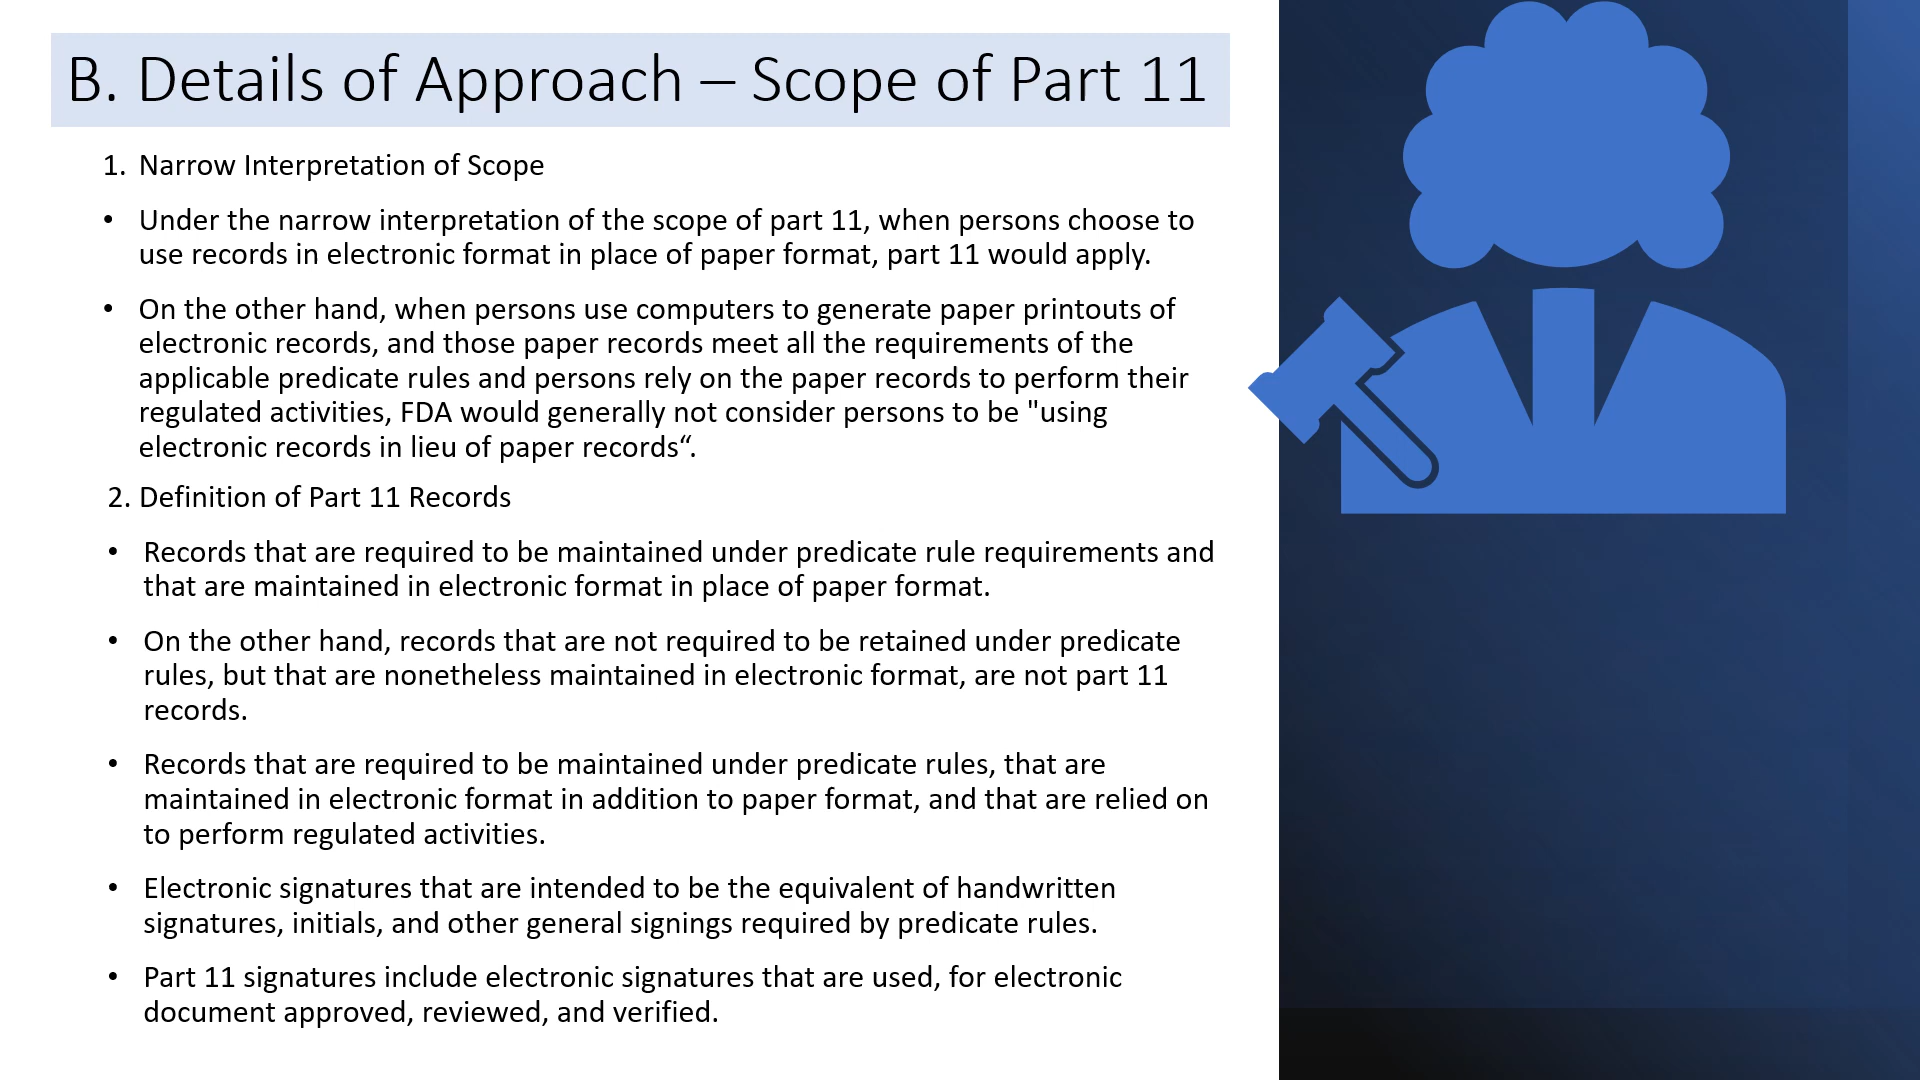 B. Details of Approach – Scope of Part 11
1. Narrow Interpretation of Scope
• Under the narrow interpretation of the scope of part 11, when persons choose to
use records in electronic format in place of paper format, part 11 would apply.
• On the other hand, when persons use computers to generate paper printouts of
electronic records, and those paper records meet all the requirements of the
applicable predicate rules and persons rely on the paper records to perform their
regulated activities, FDA would generally not consider persons to be "using
electronic records in lieu of paper records“.
2. Definition of Part 11 Records
• Records that are required to be maintained under predicate rule requirements and
that are maintained in electronic format in place of paper format.
• On the other hand, records that are not required to be retained under predicate
rules, but that are nonetheless maintained in electronic format, are not part 11
records.
• Records that are required to be maintained under predicate rules, that are
maintained in electronic format in addition to paper format, and that are relied on
to perform regulated activities.
• Electronic signatures that are intended to be the equivalent of handwritten
signatures, initials, and other general signings required by predicate rules.
• Part 11 signatures include electronic signatures that are used, for electronic
document approved, reviewed, and verified.